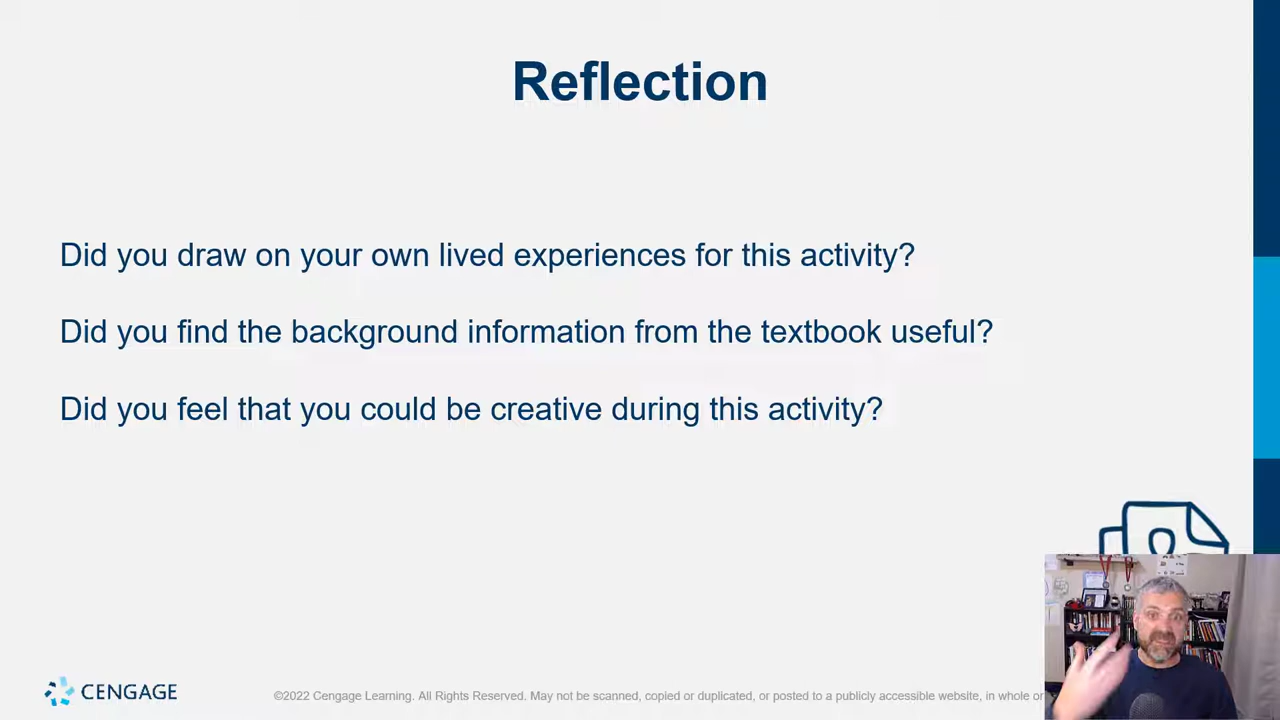 Reflection
Did you draw on your own lived experiences for this activity?
Did you find the background information from the textbook useful?
Did you feel that you could be creative during this activity?
CENGAGE
©2022 Cengage Learning. All Rights Reserved. May not be scanned, copied or duplicated, or posted to a publicly accessible website, in whole or